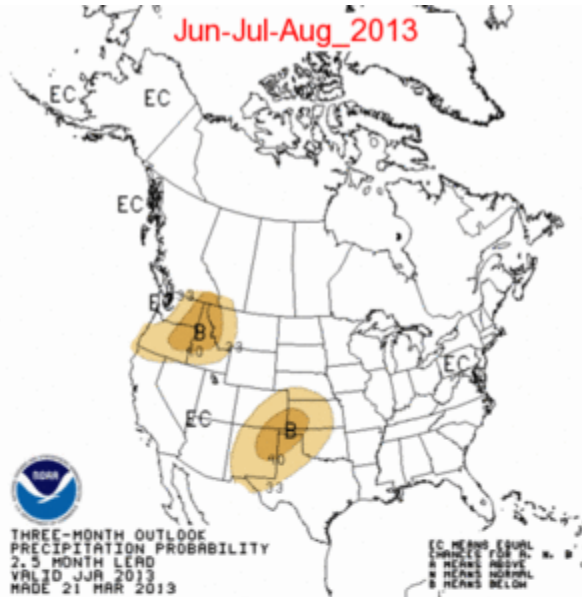 Jun-Jul-Aug_2013
EC
EC
EC
E
33
B
40
33
EC
EC
B
40
33
NOAA
THREE-MONTH OUTLOOK
PRECIPITATION PROBABILITY
2.5 MONTH LEAD
VALID JJA 2013
MADE 21 MAR 2013
EC MEANS EQUAL
CHANCES FOR A, N, B
A MEANS ABOVE
N MEANS NORMAL
B MEANS BELOW